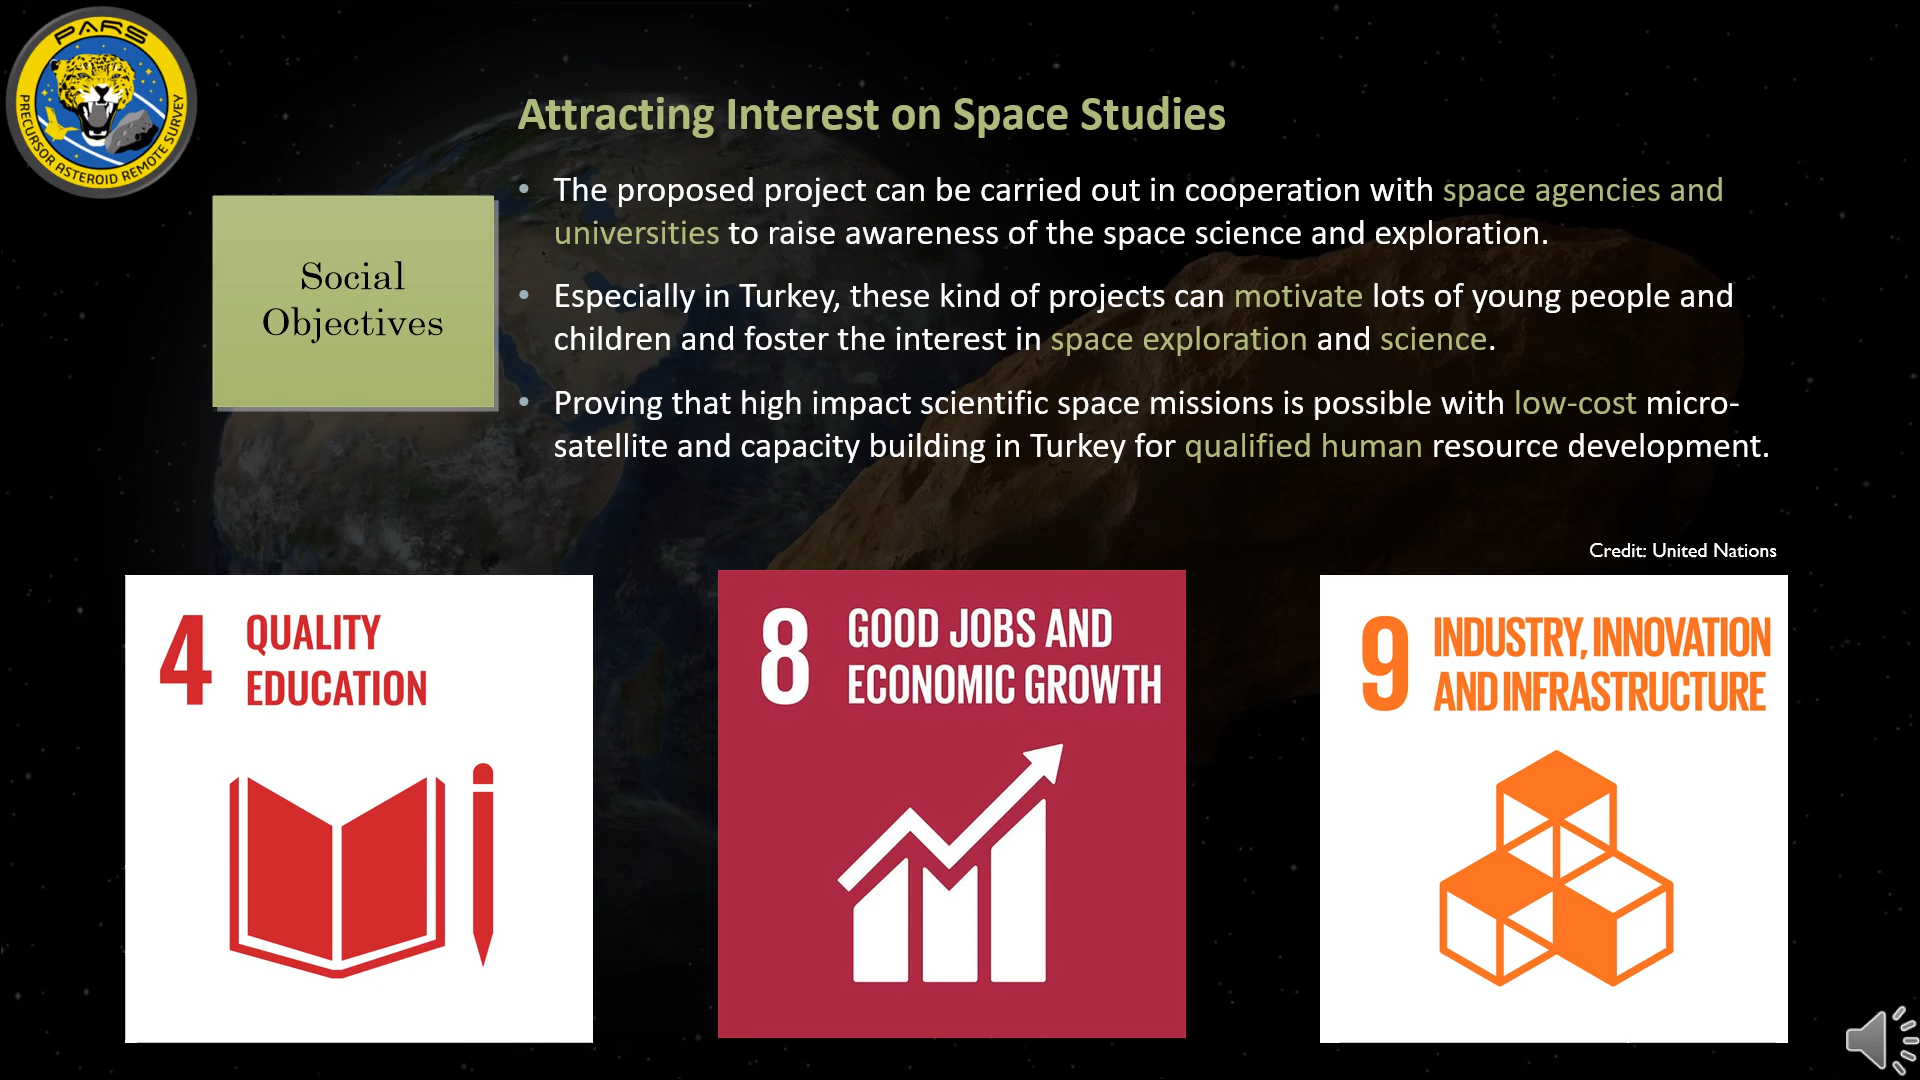 PARS
PRECURSOR ASTEROID REMOTE SURVEY
Attracting Interest on Space Studies
Social
Objectives
• The proposed project can be carried out in cooperation with space agencies and
universities to raise awareness of the space science and exploration.
• Especially in Turkey, these kind of projects can motivate lots of young people and
children and foster the interest in space exploration and science.
• Proving that high impact scientific space missions is possible with low-cost micro-
satellite and capacity building in Turkey for qualified human resource development.
Credit: United Nations
4 QUALITY
EDUCATION
8 GOOD JOBS AND
ECONOMIC GROWTH
9 INDUSTRY, INNOVATION
AND INFRASTRUCTURE